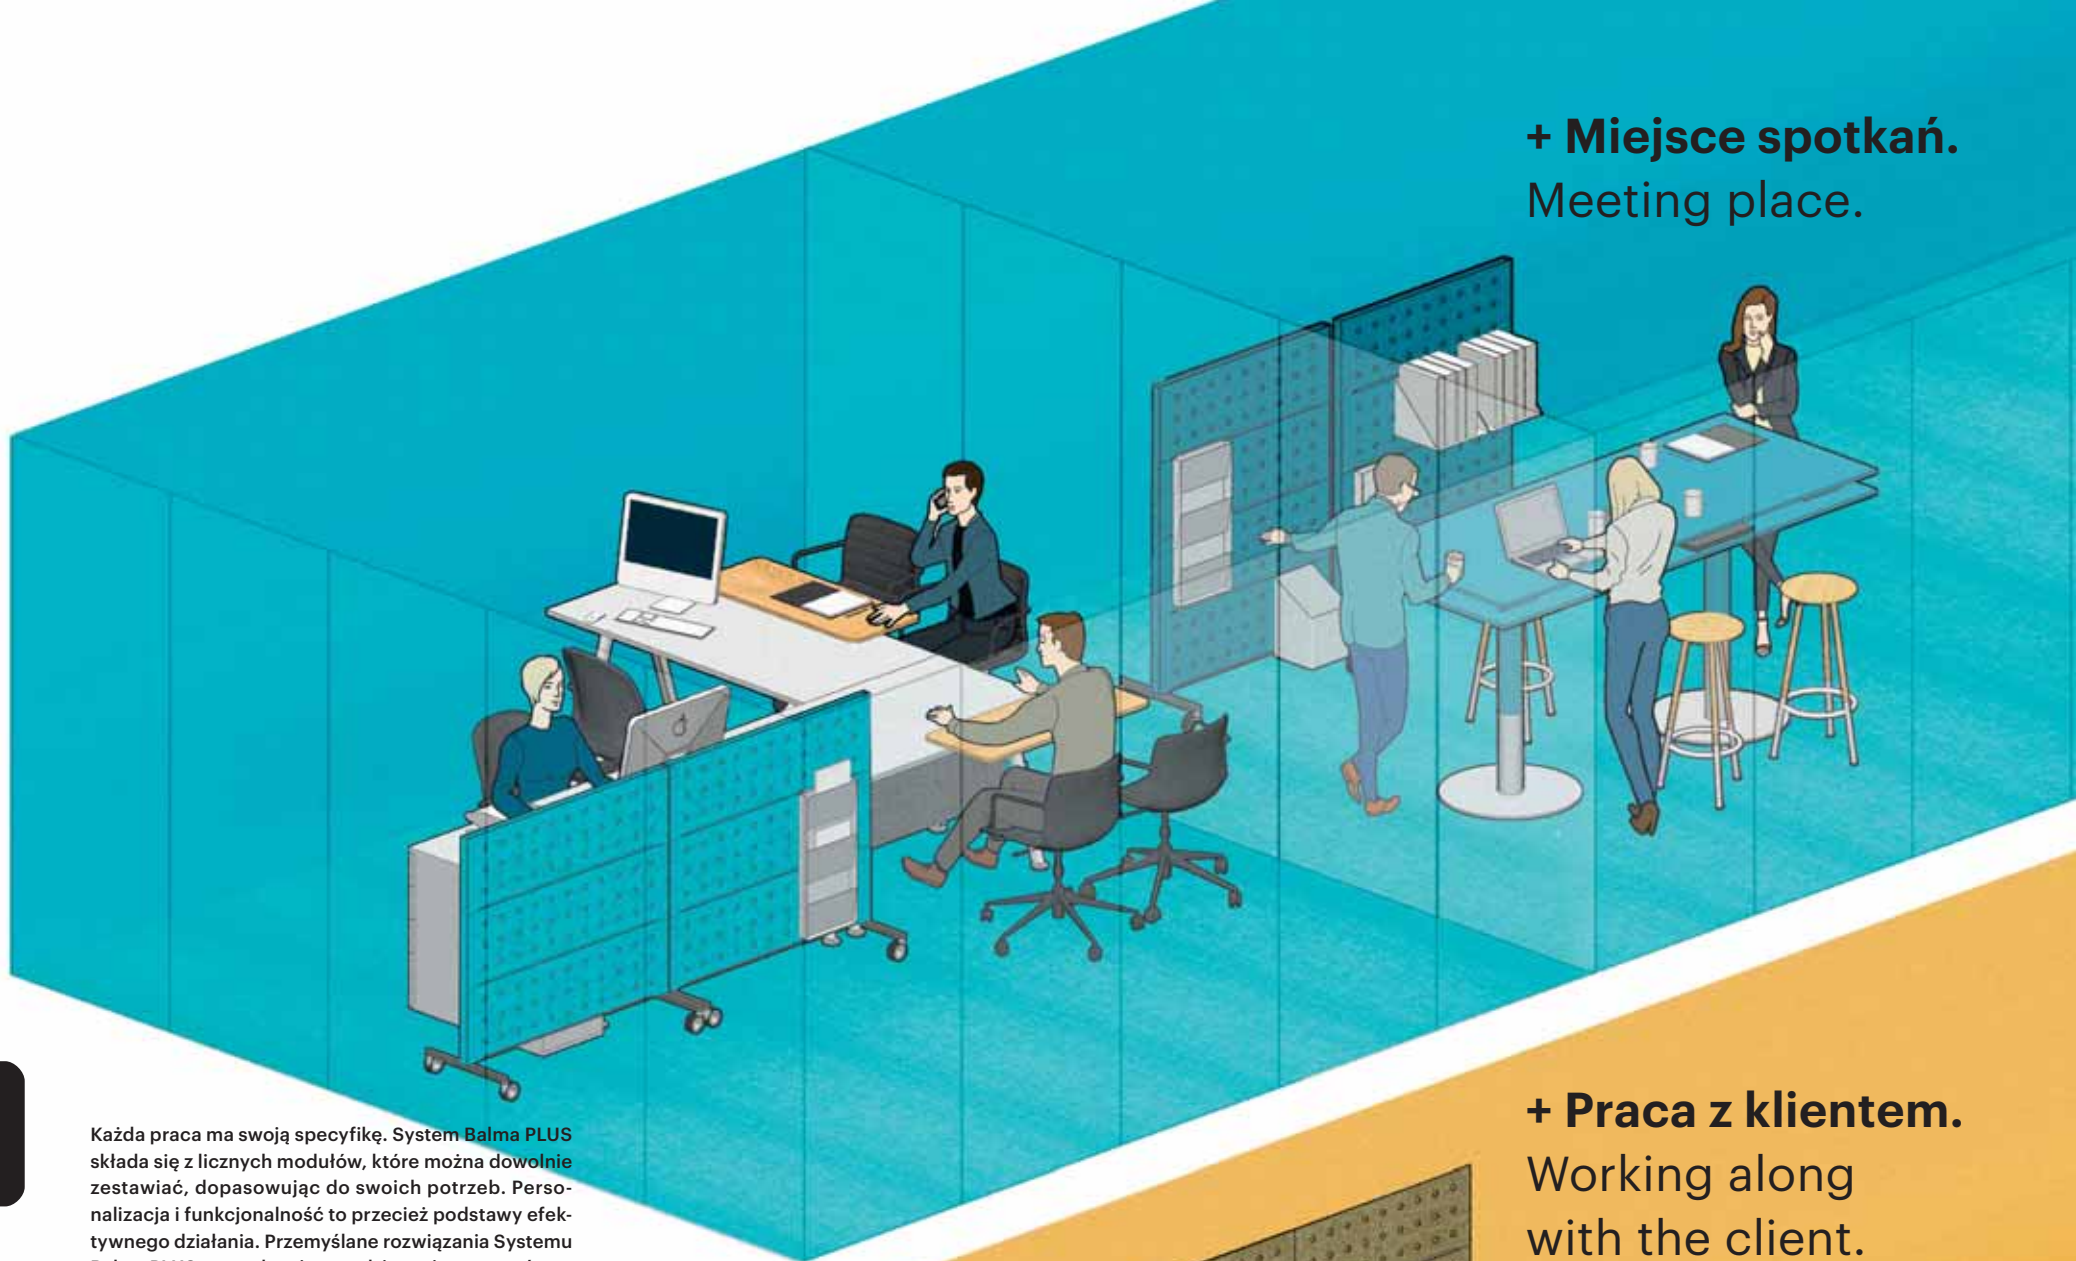 + Miejsce spotkań.
Meeting place.
+ Praca z klientem.
Working along
with the client.
Każda praca ma swoją specyfikę. System Balma PLUS
składa się z licznych modułów, które można dowolnie
zestawiać, dopasowując do swoich potrzeb. Perso-
nalizacja i funkcjonalność to przecież podstawy efek-
tywnego działania. Przemyślane rozwiązania Systemu